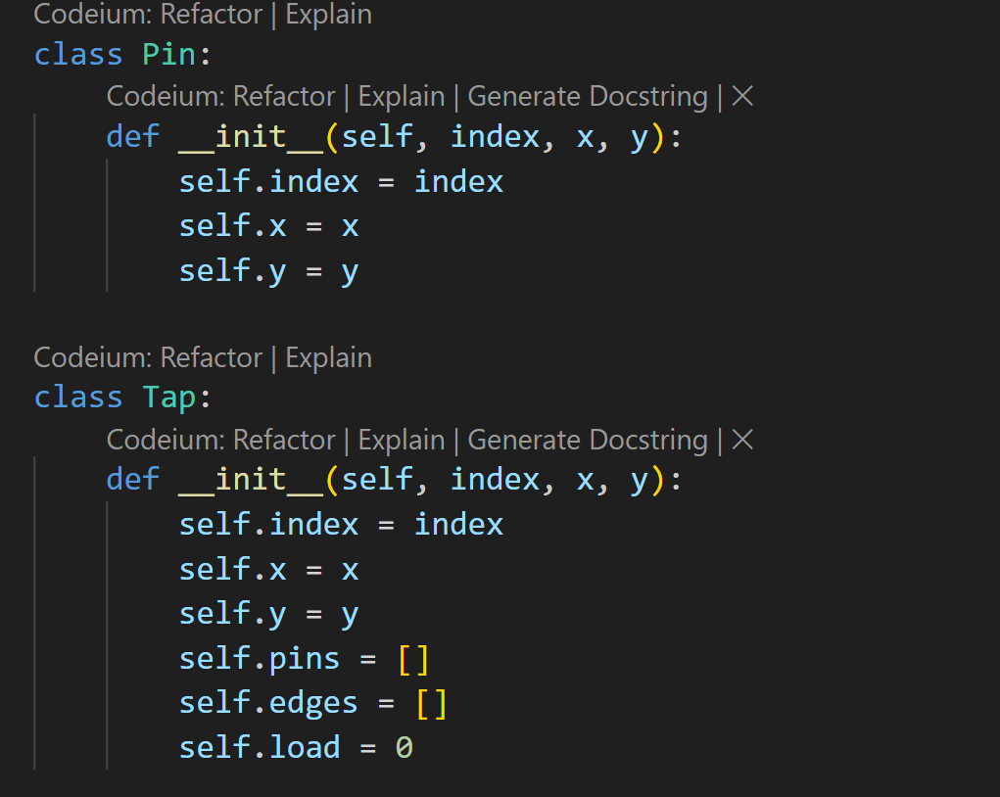 Codeium: Refactor | Explain
class Pin:
Codeium: Refactor | Explain | Generate Docstring | ×
def __init__(self, index, x, y):
self.index = index
self.x = x
self.y = y
Codeium: Refactor | Explain
class Tap:
Codeium: Refactor | Explain | Generate Docstring | ×
def __init__(self, index, x, y):
self.index = index
self.x = x
self.y = y
self.pins = []
self.edges = []
self.load = 0